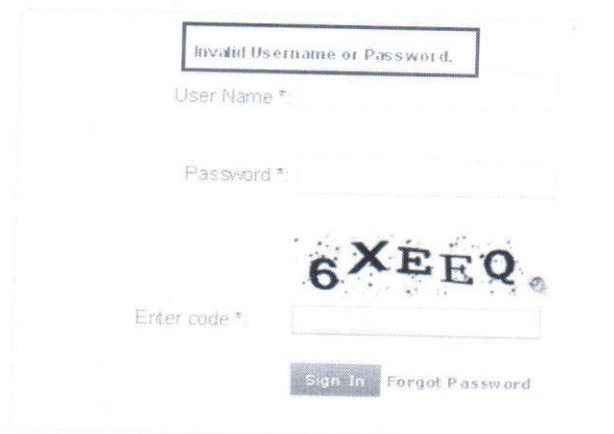 Invalid Username or Password.
User Name *:
Password *:
6XEEQ
Enter code *:
Sign In Forgot Password